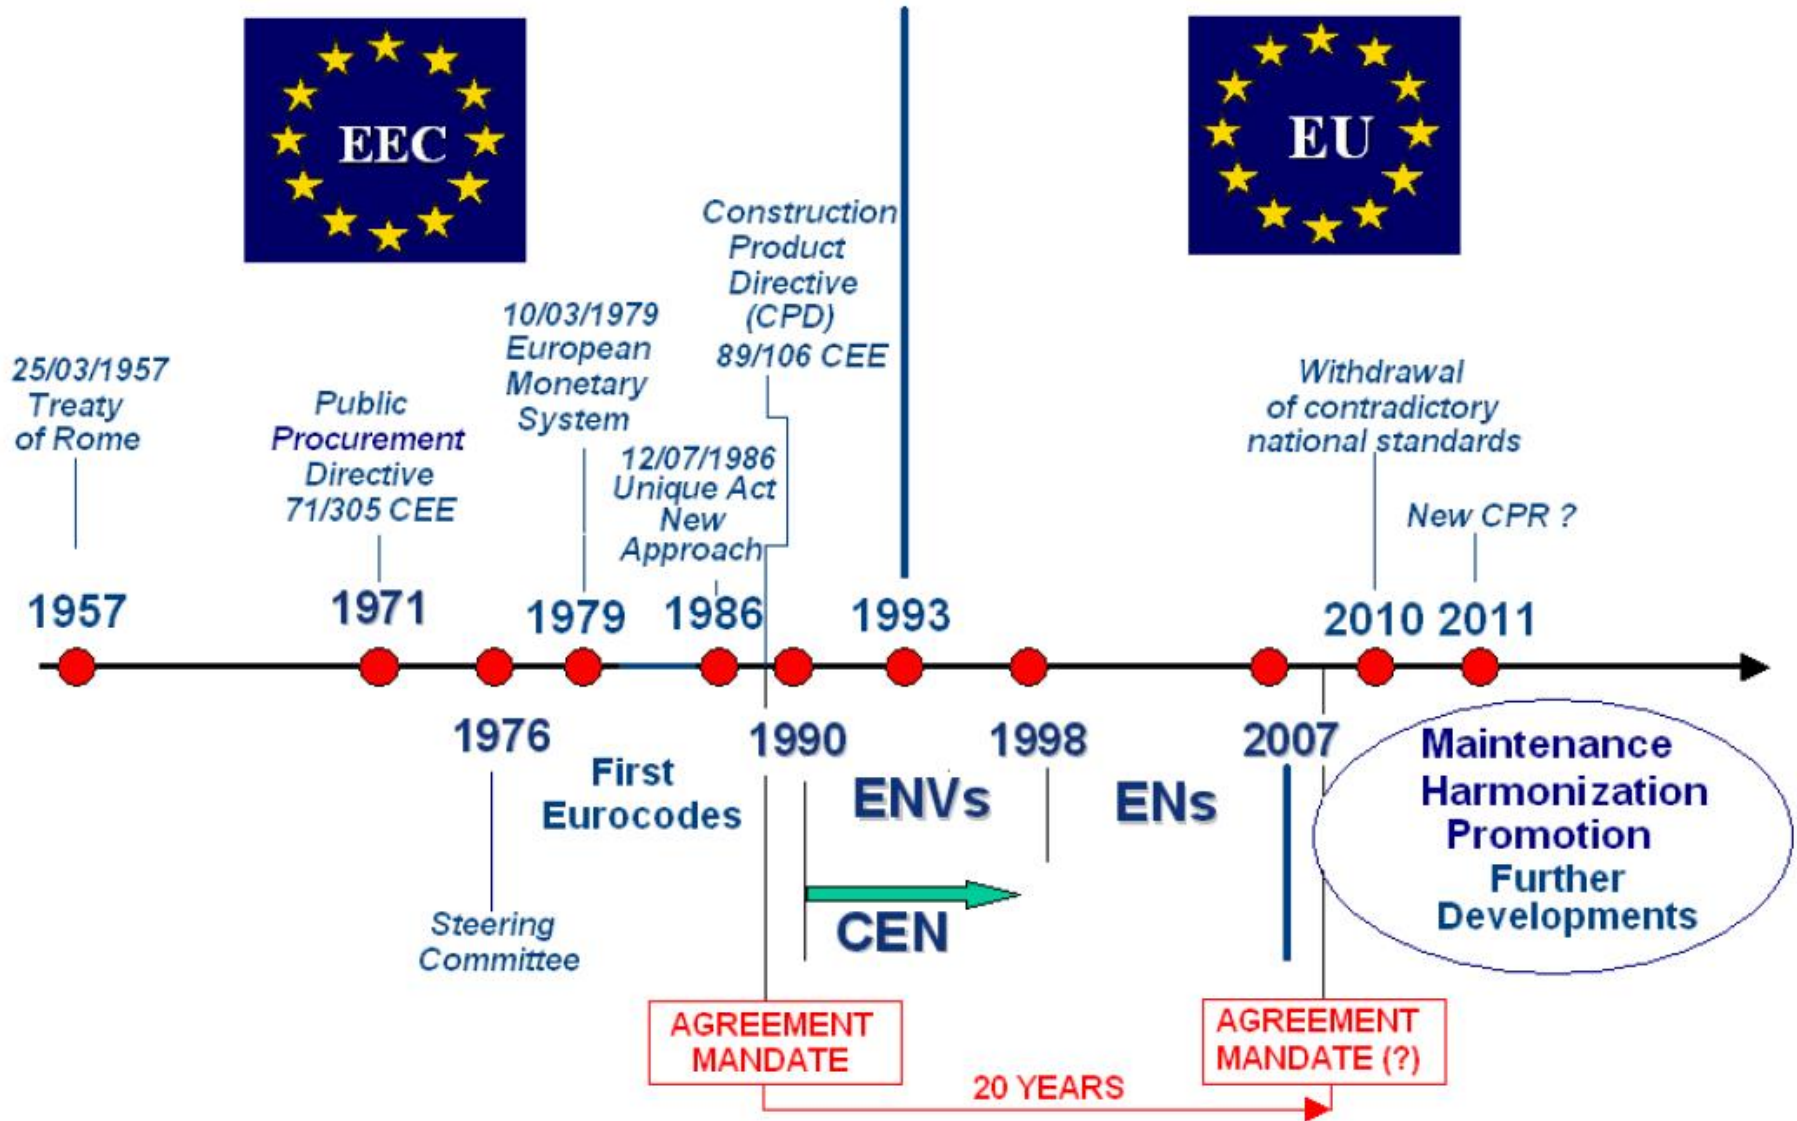 EEC
EU
25/03/1957
Treaty
of Rome
Public
Procurement
Directive
71/305 CEE
10/03/1979
European
Monetary
System
12/07/1986
Unique Act
New
Approach
Construction
Product
Directive
(CPD)
89/106 CEE
Withdrawal
of contradictory
national standards
New CPR ?
1957
1971
1979
1986
1993
2010
2011
1976
1990
1998
2007
First
Eurocodes
ENVs
ENs
CEN
Steering
Committee
Maintenance
Harmonization
Promotion
Further
Developments
AGREEMENT
MANDATE
AGREEMENT
MANDATE (?)
20 YEARS